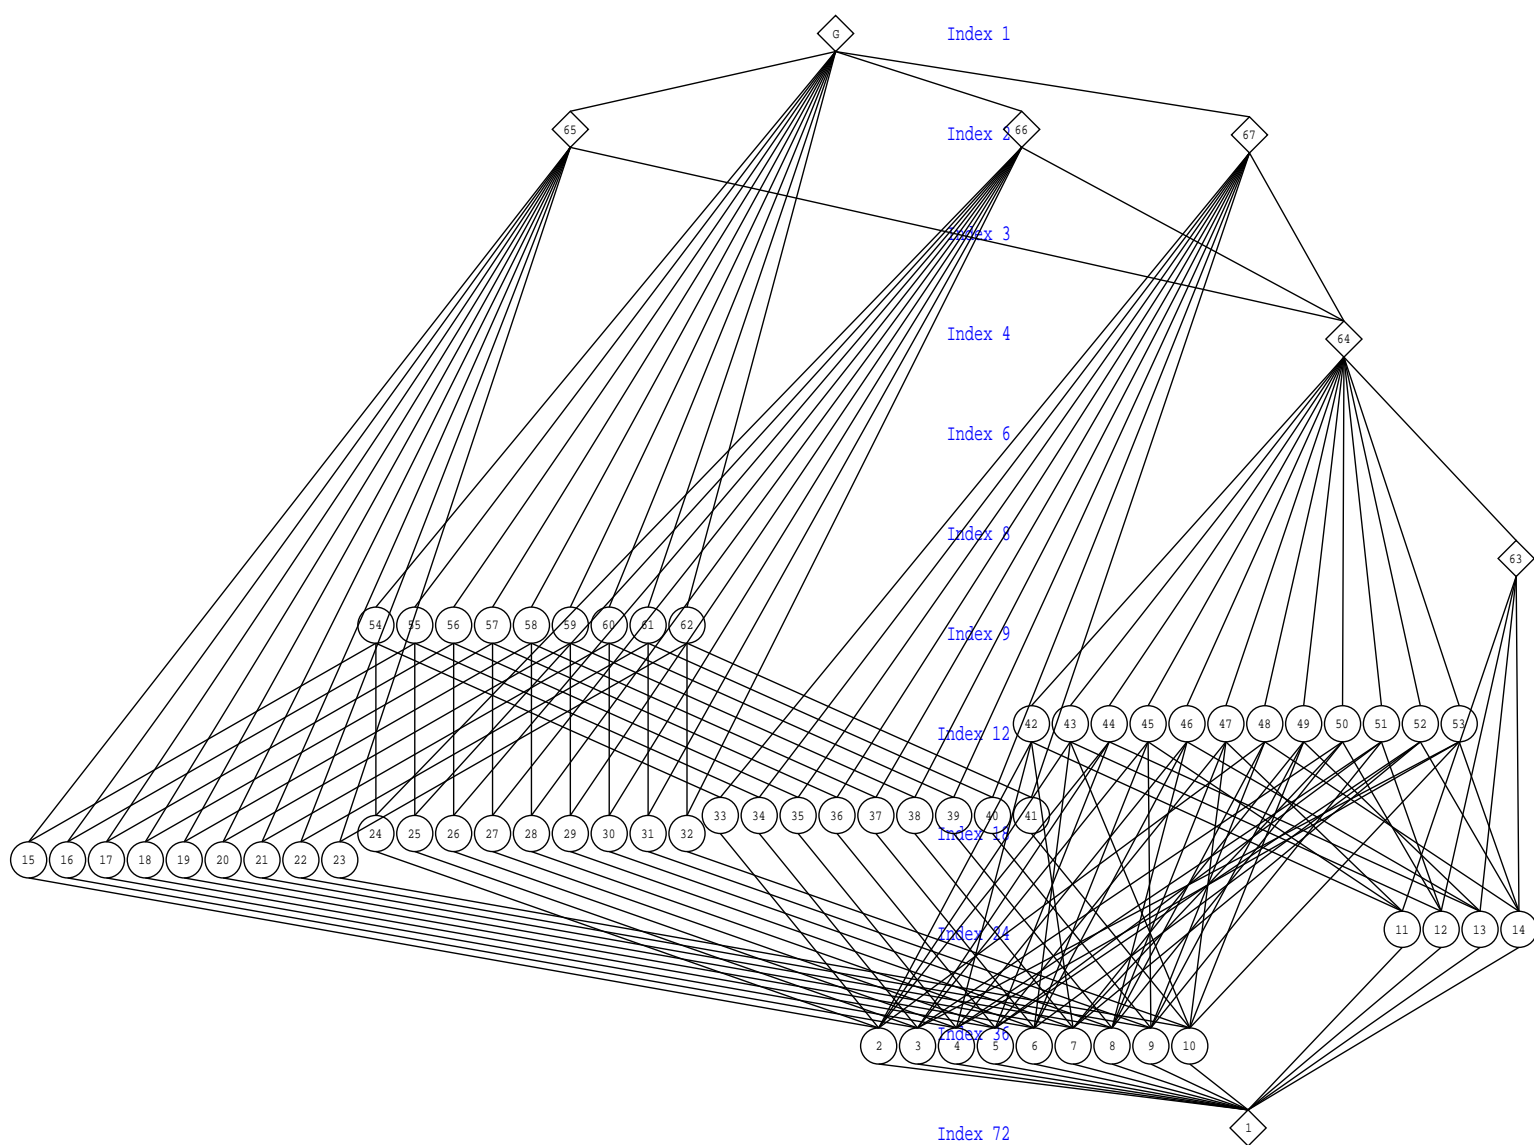 G Index 1
65 Index 2 66 67
Index 3
Index 4 64
Index 6
Index 8
63
54 55 56 57 58 59 60 61 62 Index 9
42 43 44 45 46 47 48 49 50 51 52 53
Index 12
33 34 35 36 37 38 39 40 41
24 25 26 27 28 29 30 31 32 Index 18
15 16 17 18 19 20 21 22 23
Index 24 11 12 13 14
Index 36
2 3 4 5 6 7 8 9 10
Index 72 1